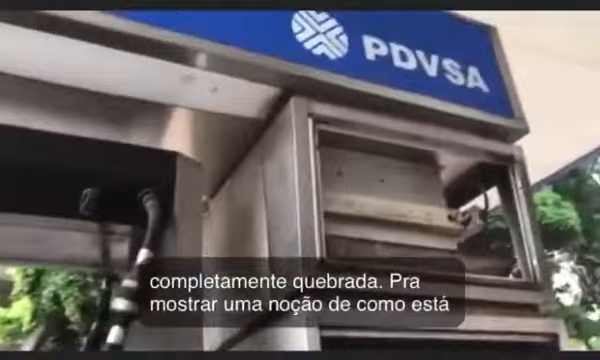 PDVSA
completamente quebrada. Pra
mostrar uma noção de como está